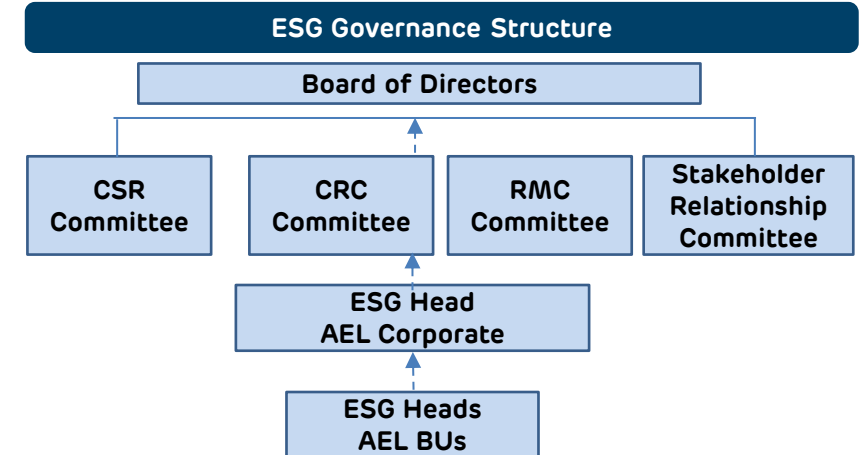 ESG Governance Structure
Board of Directors
CSR
Committee
CRC
Committee
RMC
Committee
Stakeholder
Relationship
Committee
ESG Head
AEL Corporate
ESG Heads
AEL BUs